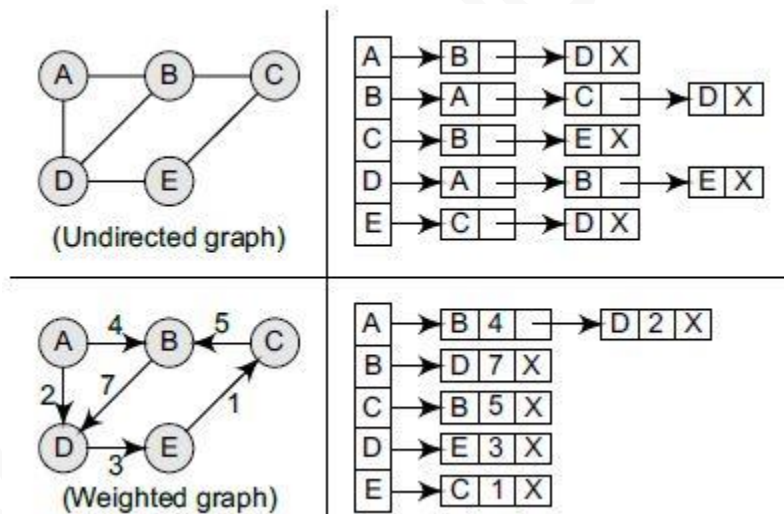 A B C
D E
(Undirected graph)
A B D X
B A C D X
C B E X
D A B E X
E C D X
A 4 B 5 C
2 7 1
D 3 E
(Weighted graph)
A B 4 D 2 X
B D 7 X
C B 5 X
D E 3 X
E C 1 X